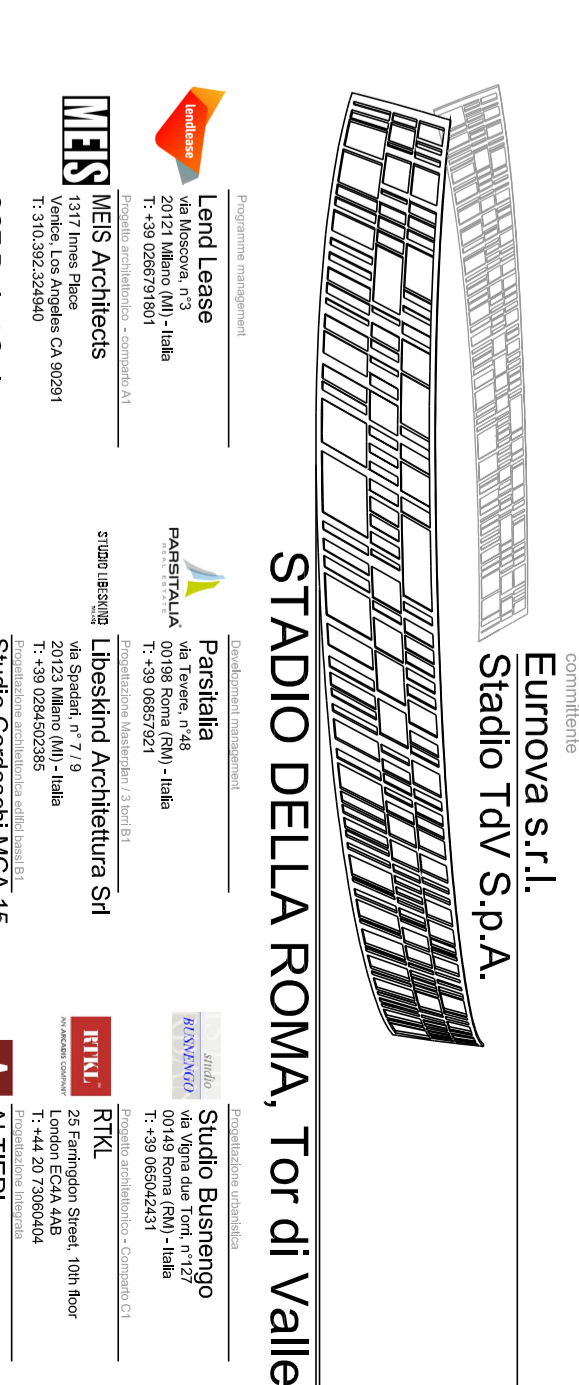 committente
Eurnova s.r.l.
Stadio TdV S.p.A.
STADIO DELLA ROMA, Tor di Valle
Programme management
lendlease
Lend Lease
via Moscova, n°3
20121 Milano (MI) - Italia
T: +39 0266791801
Development management
PARSITALIA
REAL ESTATE
Parsitalia
via Tevere, n°48
00198 Roma (RM) - Italia
T: +39 06857921
Progettazione urbanistica
studio
BUSNENGO
Studio Busnengo
via Vigna due Torri, n°127
00149 Roma (RM) - Italia
T: +39 065042431
Progetto architettonico - comparto A1
MEIS
MEIS Architects
1317 Innes Place
Venice, Los Angeles CA 90291
T: 310.392.324940
Progettazione Masterplan / 3 torri B1
STUDIO LIBESKIND
Libeskind Architettura Srl
via Spadari, n° 7 / 9
20123 Milano (MI) - Italia
T: +39 0284502385
Progetto architettonico - Comparto C1
RTKL
AN ARCADIS COMPANY
RTKL
25 Farringdon Street, 10th floor
London EC4A 4AB
T: +44 20 73060404
Progettazione architettonica edifici bassi B1
Progettazione Integrata